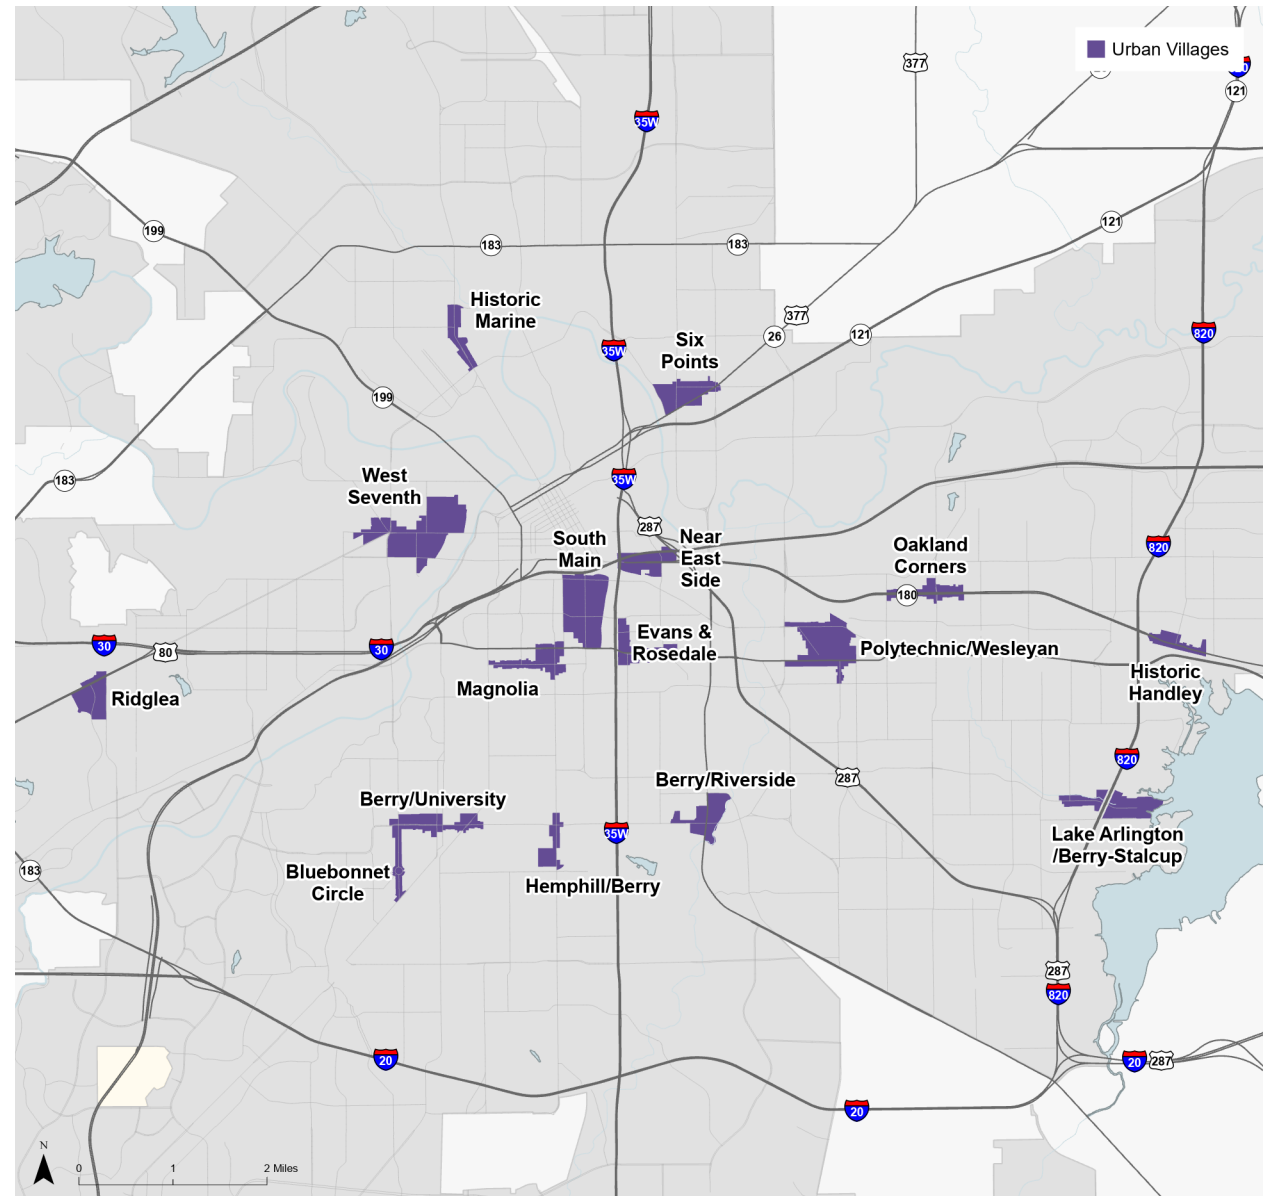 Urban Villages
377
20
121
35W
199
121
183
183
Historic
Marine
377
820
26
121
Six
Points
35W
199
183
West
Seventh
35W
287
South
Main
Near
East
Side
Oakland
Corners
820
180
Evans &
Rosedale
Polytechnic/Wesleyan
30
80
30
Ridglea
Magnolia
Historic
Handley
820
Berry/Riverside
287
Berry/University
35W
Lake Arlington
/Berry-Stalcup
183
Bluebonnet
Circle
Hemphill/Berry
287
820
20
20
287
20
N
0
1
2 Miles